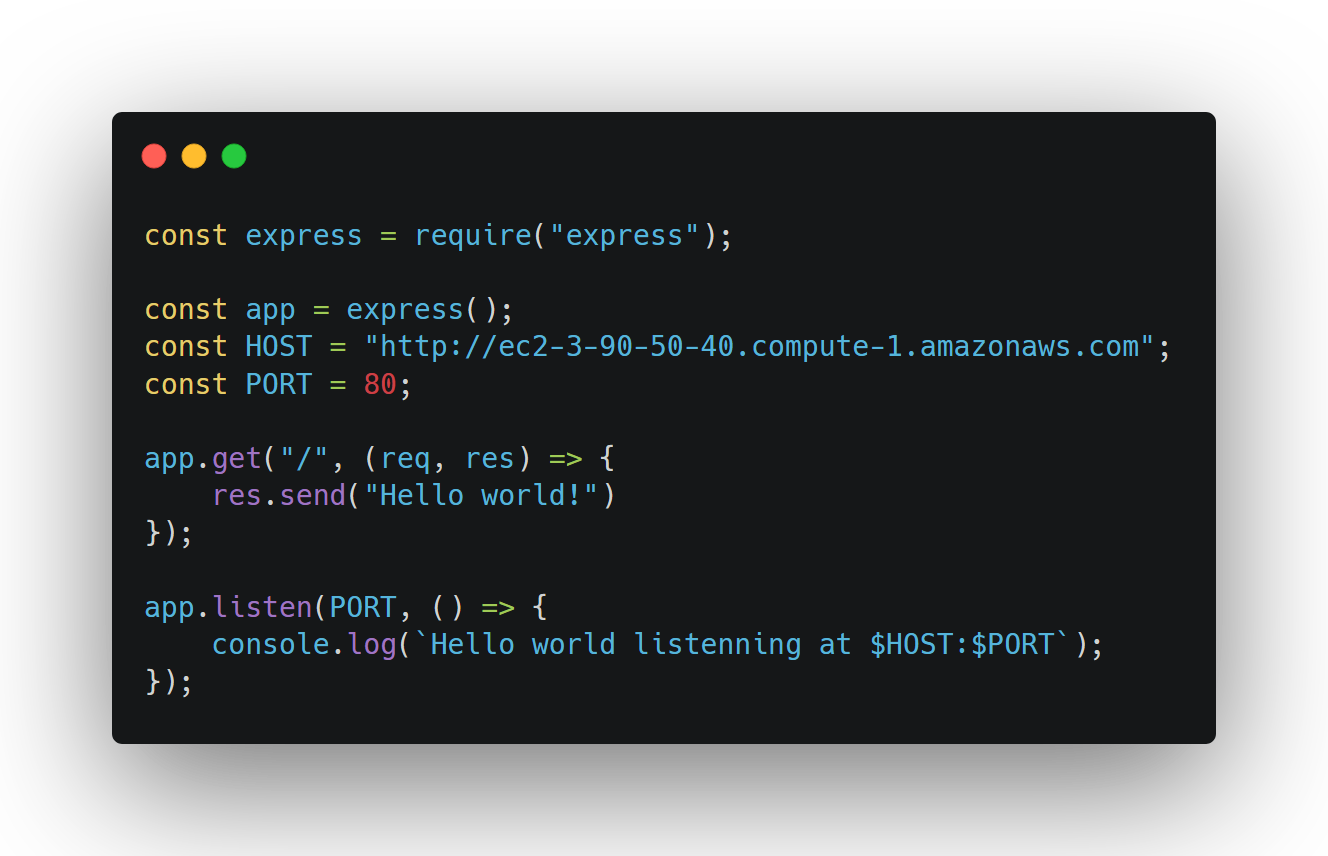 const express = require("express");

const app = express();
const HOST = "http://ec2-3-90-50-40.compute-1.amazonaws.com";
const PORT = 80;

app.get("/", (req, res) => {
    res.send("Hello world!")
});

app.listen(PORT, () => {
    console.log(`Hello world listenning at $HOST:$PORT`);
});